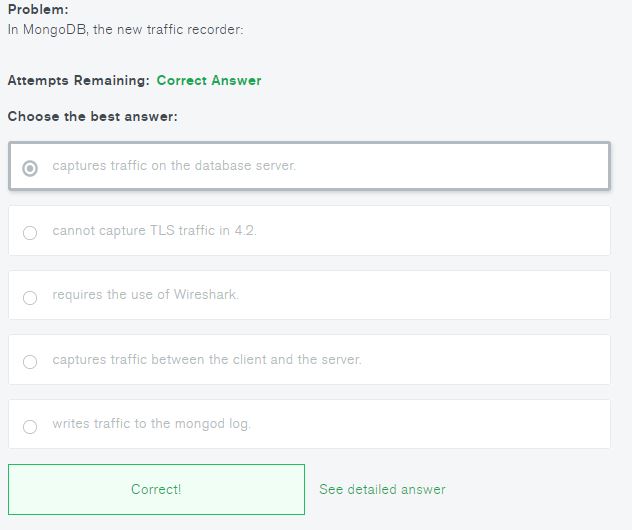 Problem:
In MongoDB, the new traffic recorder:
Attempts Remaining: Correct Answer
Choose the best answer:
captures traffic on the database server.
cannot capture TLS traffic in 4.2.
requires the use of Wireshark.
captures traffic between the client and the server.
writes traffic to the mongod log.
Correct! See detailed answer